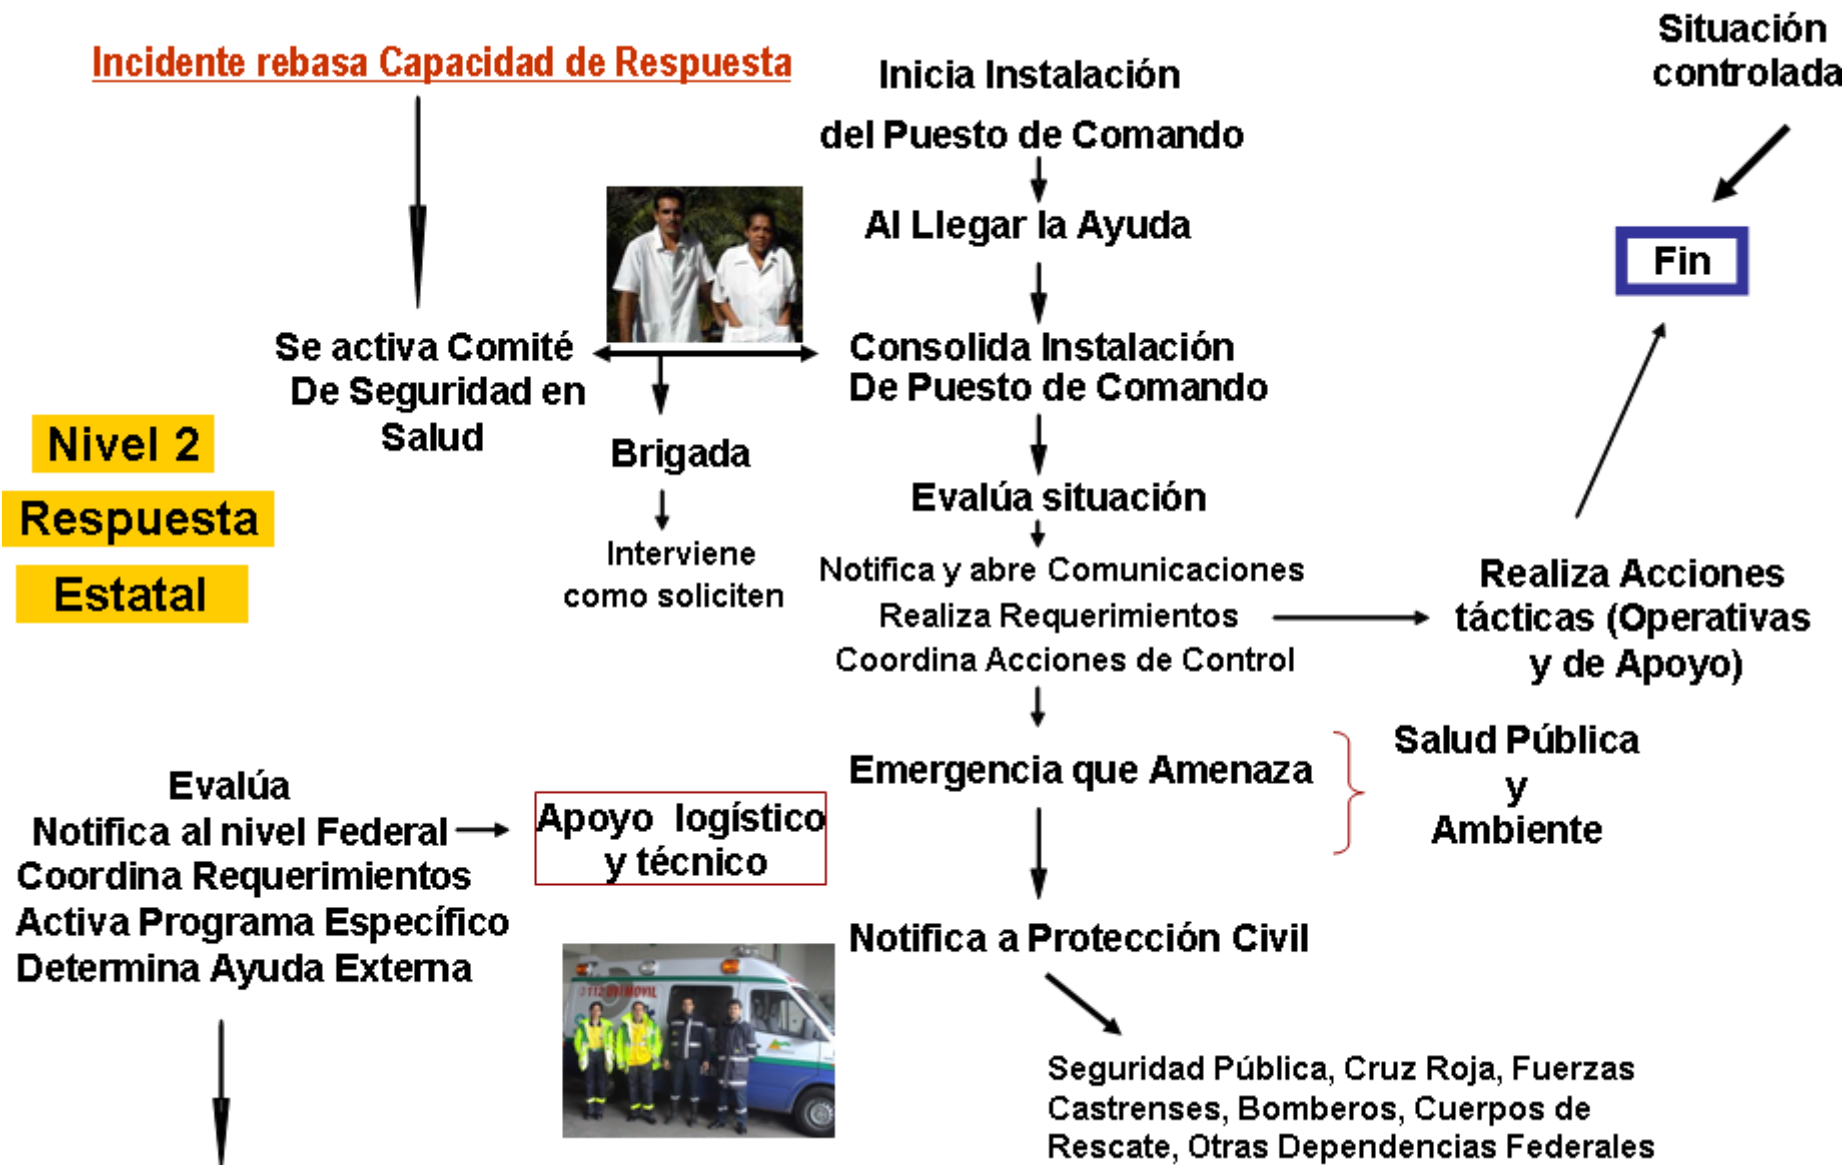 Incidente rebasa Capacidad de Respuesta
Inicia Instalación
del Puesto de Comando
Situación
controlada
Al Llegar la Ayuda
Fin
Se activa Comité
De Seguridad en
Salud
Consolida Instalación
De Puesto de Comando
Nivel 2
Respuesta
Estatal
Brigada
Interviene
como soliciten
Evalúa situación
Notifica y abre Comunicaciones
Realiza Requerimientos
Coordina Acciones de Control
Realiza Acciones
tácticas (Operativas
y de Apoyo)
Emergencia que Amenaza
Salud Pública
y
Ambiente
Evalúa
Notifica al nivel Federal
Coordina Requerimientos
Activa Programa Específico
Determina Ayuda Externa
Apoyo logístico
y técnico
Notifica a Protección Civil
Seguridad Pública, Cruz Roja, Fuerzas
Castrenses, Bomberos, Cuerpos de
Rescate, Otras Dependencias Federales